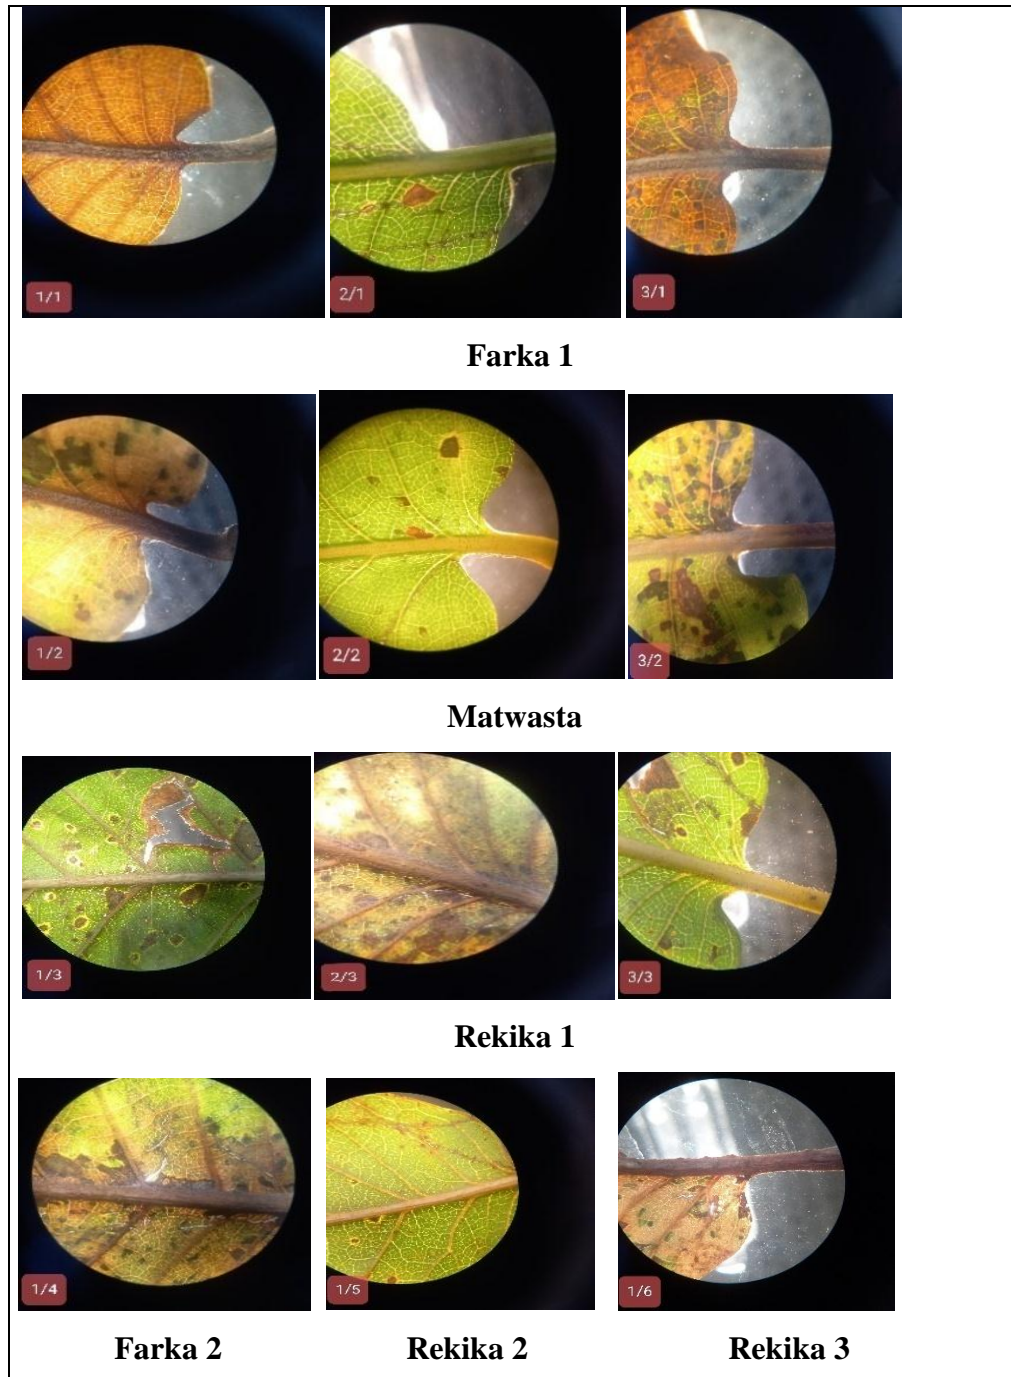 1/1 2/1 3/1
Farka 1
1/2 2/2 3/2
Matwasta
1/3 2/3 3/3
Rekika 1
1/4 1/5 1/6
Farka 2 Rekika 2 Rekika 3